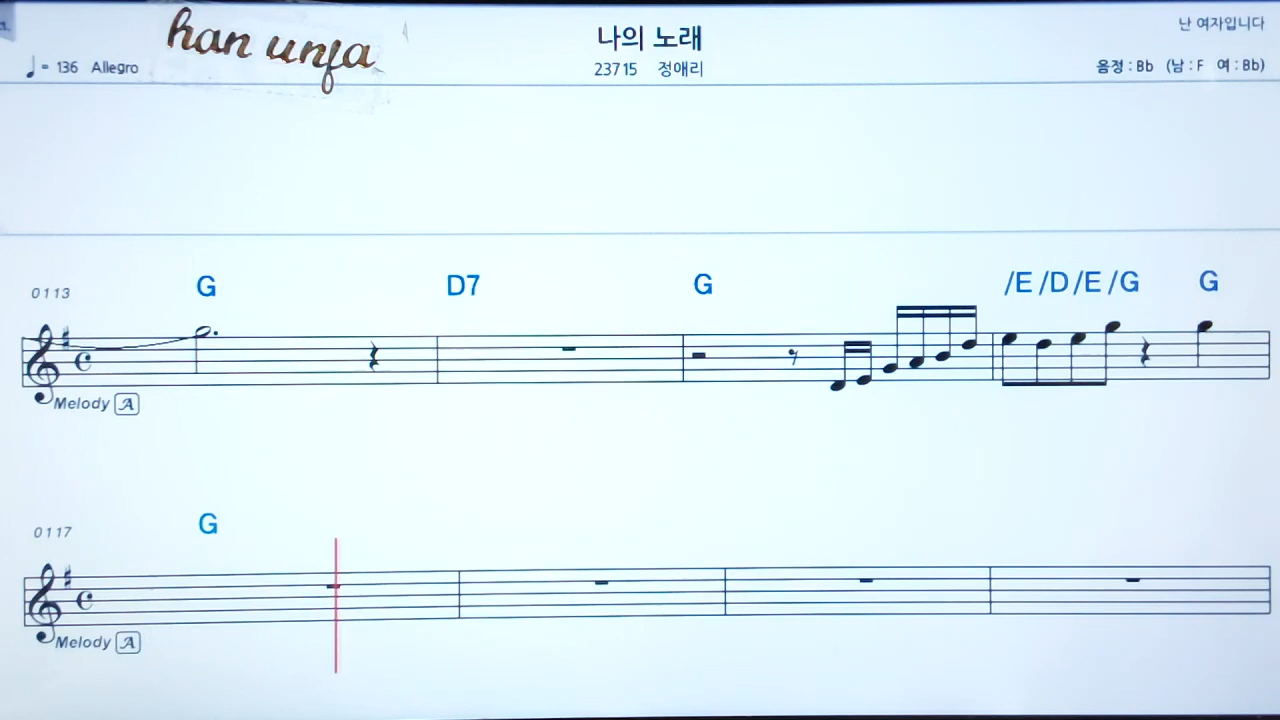 han unfa
나의 노래
난 여자입니다
♩= 136 Allegro
23715 정애리
음정 : Bb (남 : F 여 : Bb)
0113 G D7 G /E /D /E /G G
Melody A
0117 G
Melody A